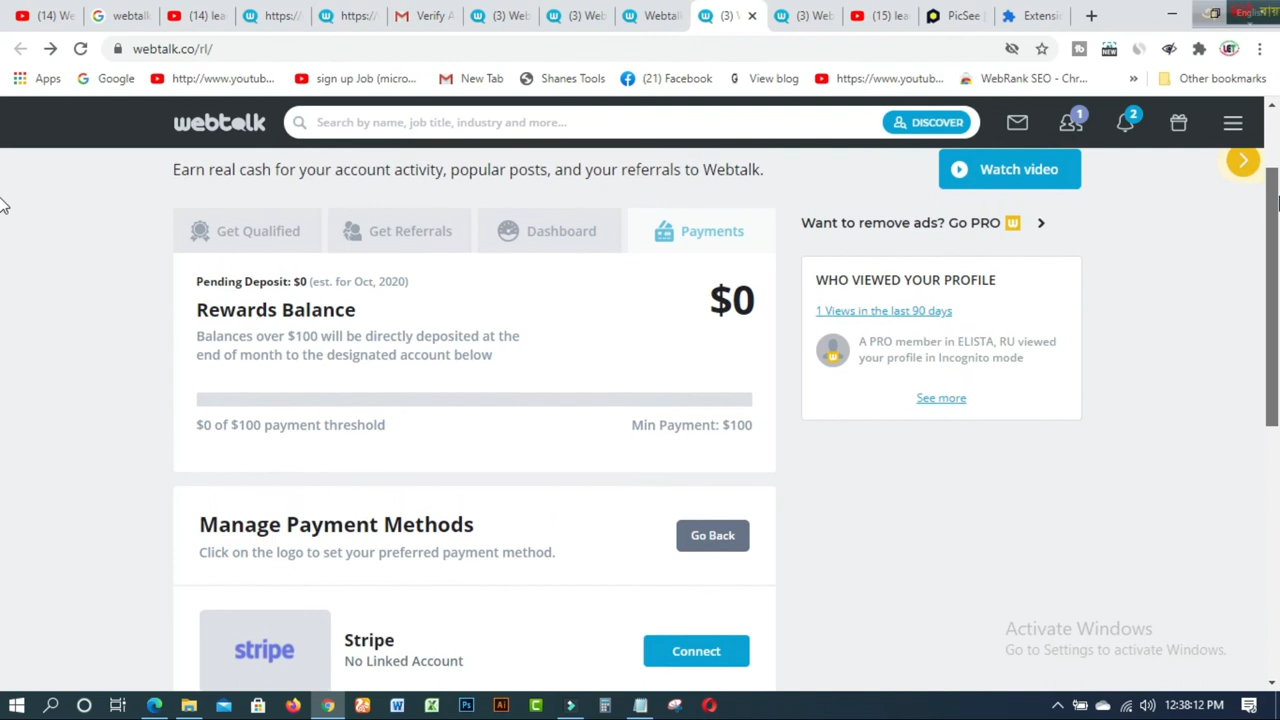 (14) We
webtalk
(14) lea
https:/
https:/
Verify A
(3) Web
(3) Web
Webtalk
(3) \
(3) Web
(15) lea
PicSee
Extensio
English
webtalk.co/rl/
Apps
Google
http://www.youtub...
sign up Job (micro...
New Tab
Shanes Tools
(21) Facebook
View blog
https://www.youtub...
WebRank SEO - Chr...
»
Other bookmarks
webtalk
Search by name, job title, industry and more...
DISCOVER
1
2
Earn real cash for your account activity, popular posts, and your referrals to Webtalk.
Watch video
Get Qualified
Get Referrals
Dashboard
Payments
Want to remove ads? Go PRO
Pending Deposit: $0 (est. for Oct, 2020)
Rewards Balance
$0
Balances over $100 will be directly deposited at the
end of month to the designated account below
$0 of $100 payment threshold
Min Payment: $100
WHO VIEWED YOUR PROFILE
1 Views in the last 90 days
A PRO member in ELISTA, RU viewed
your profile in Incognito mode
See more
Manage Payment Methods
Click on the logo to set your preferred payment method.
Go Back
stripe
Stripe
No Linked Account
Connect
Activate Windows
Go to Settings to activate Windows.
12:38:12 PM